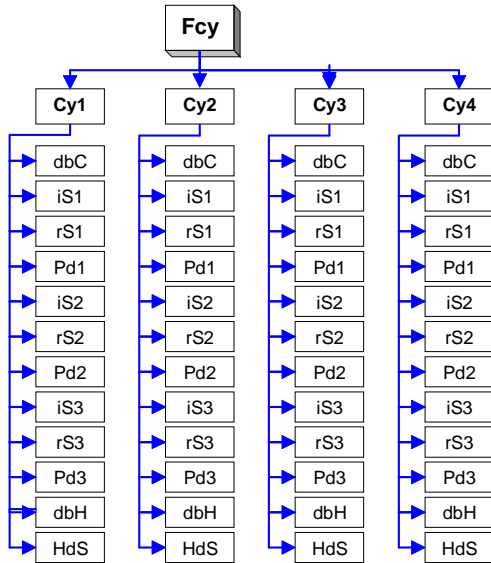 Fcy
Cy1 Cy2 Cy3 Cy4
dbC dbC dbC dbC
iS1 iS1 iS1 iS1
rS1 rS1 rS1 rS1
Pd1 Pd1 Pd1 Pd1
iS2 iS2 iS2 iS2
rS2 rS2 rS2 rS2
Pd2 Pd2 Pd2 Pd2
iS3 iS3 iS3 iS3
rS3 rS3 rS3 rS3
Pd3 Pd3 Pd3 Pd3
dbH dbH dbH dbH
HdS HdS HdS HdS